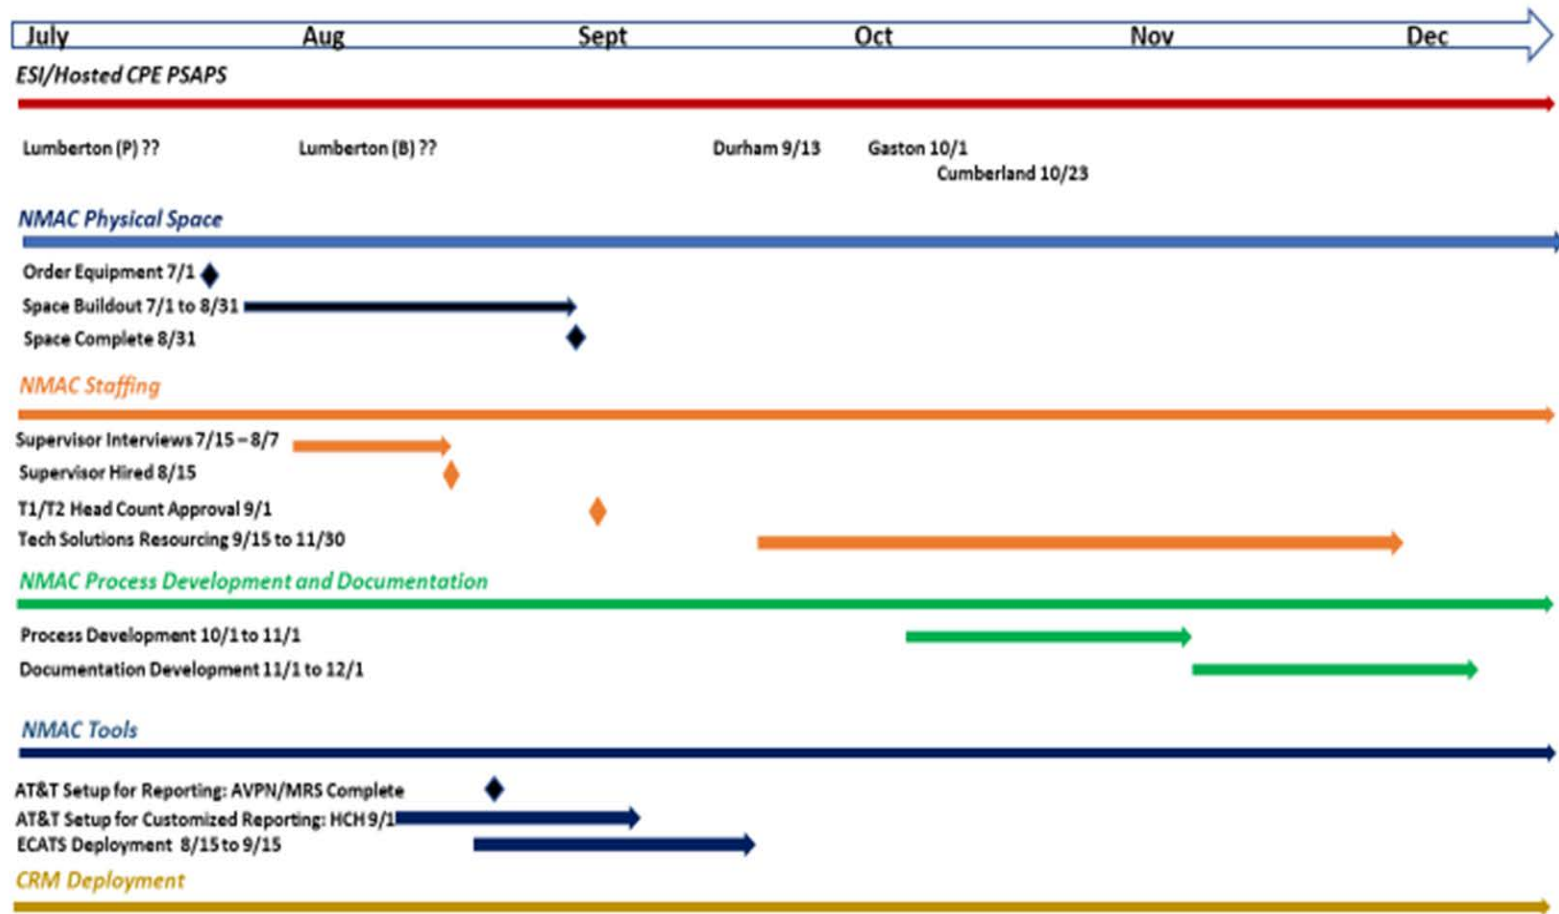 July Aug Sept Oct Nov Dec
ESI/Hosted CPE PSAPS
Lumberton (P) ?? Lumberton (B) ?? Durham 9/13 Gaston 10/1
Cumberland 10/23
NMAC Physical Space
Order Equipment 7/1
Space Buildout 7/1 to 8/31
Space Complete 8/31
NMAC Staffing
Supervisor Interviews 7/15 – 8/7
Supervisor Hired 8/15
T1/T2 Head Count Approval 9/1
Tech Solutions Resourcing 9/15 to 11/30
NMAC Process Development and Documentation
Process Development 10/1 to 11/1
Documentation Development 11/1 to 12/1
NMAC Tools
AT&T Setup for Reporting: AVPN/MRS Complete
AT&T Setup for Customized Reporting: HCH 9/1
ECATS Deployment 8/15 to 9/15
CRM Deployment